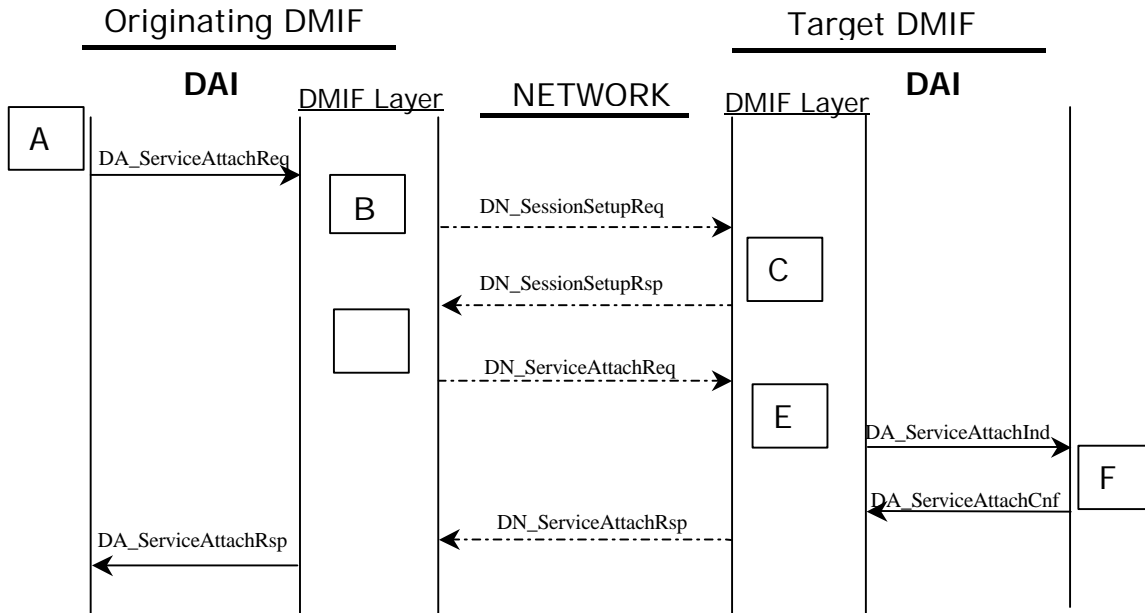 Originating DMIF
Target DMIF
DAI
DMIF Layer
NETWORK
DMIF Layer
DAI
A
DA_ServiceAttachReq
B
DN_SessionSetupReq
C
DN_SessionSetupRsp
DN_ServiceAttachReq
E
DA_ServiceAttachInd
F
DA_ServiceAttachCnf
DN_ServiceAttachRsp
DA_ServiceAttachRsp